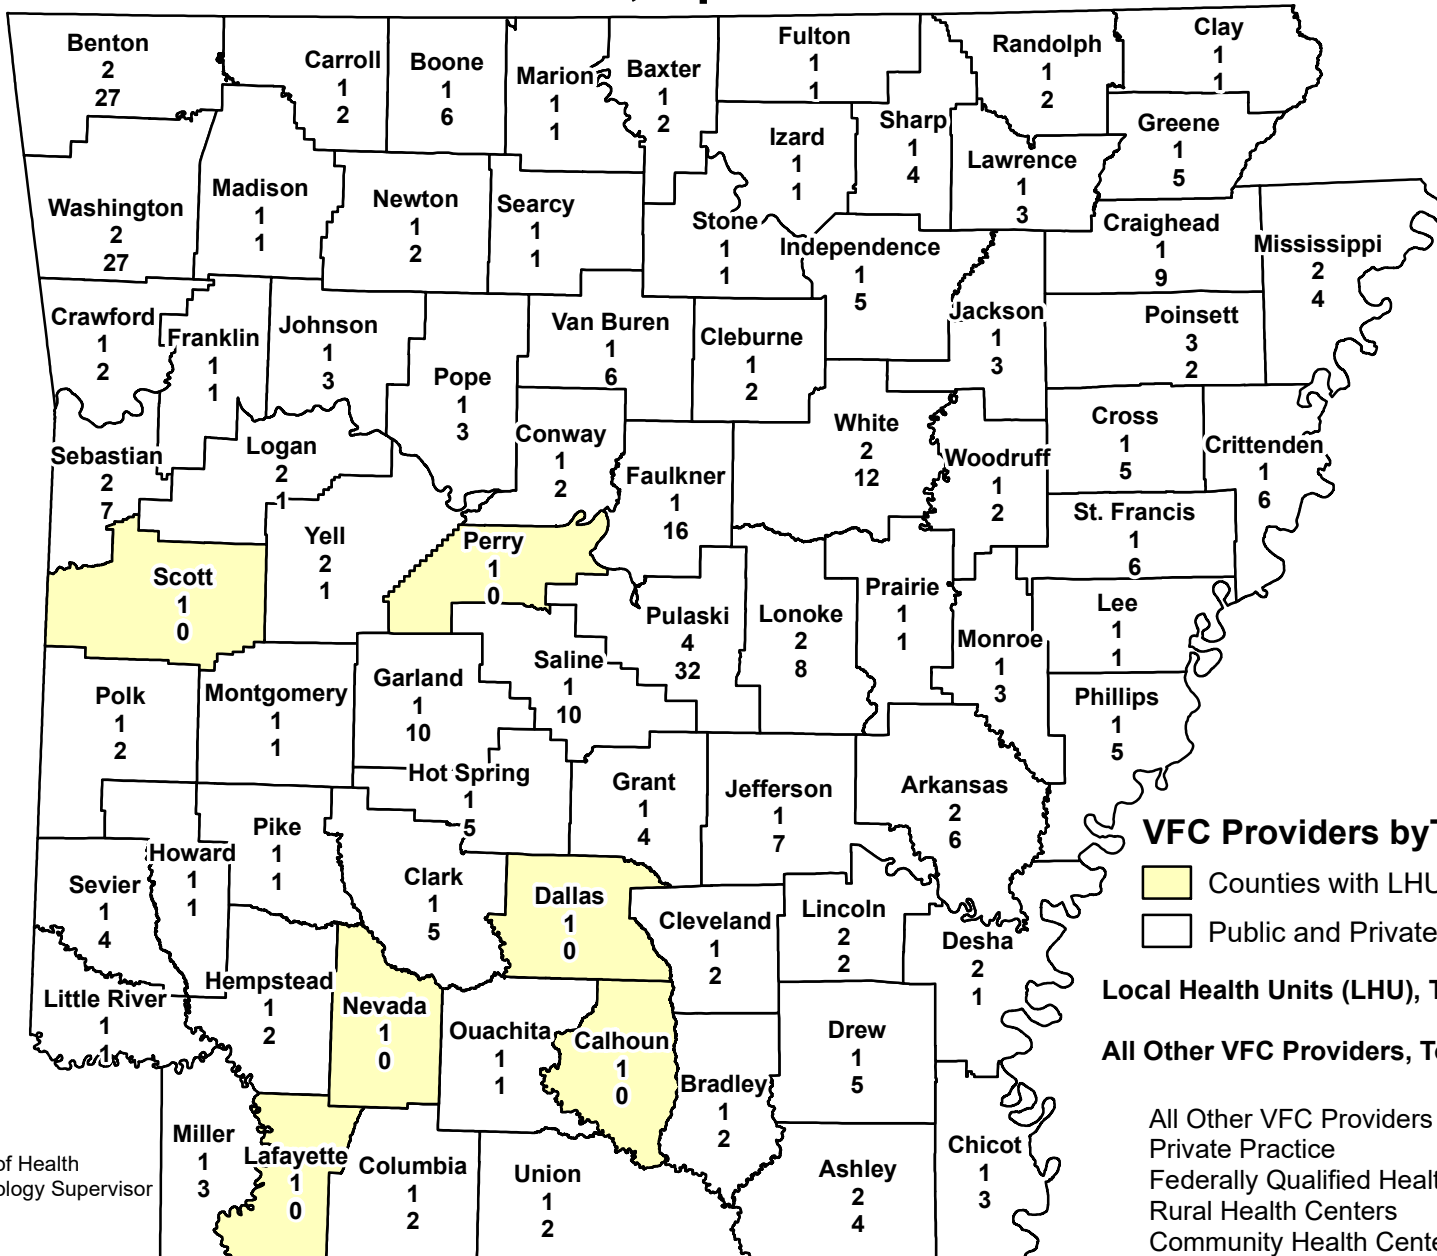 Benton
2
27
Carroll
1
2
Boone
1
6
Marion
1
1
Baxter
1
2
Fulton
1
1
Randolph
1
2
Clay
1
1
Washington
2
27
Madison
1
1
Newton
1
2
Searcy
1
1
Stone
1
1
Izard
1
1
Sharp
1
4
Lawrence
1
3
Greene
1
5
Independence
1
5
Craighead
1
9
Mississippi
2
4
Crawford
1
2
Franklin
1
1
Johnson
1
3
Pope
1
3
Van Buren
1
6
Cleburne
1
2
Jackson
1
3
Poinsett
3
2
Sebastian
2
7
Logan
2
1
Conway
1
2
Faulkner
1
16
White
2
12
Woodruff
1
2
Cross
1
5
Crittenden
1
6
Scott
1
0
Yell
2
1
Perry
1
0
St. Francis
1
6
Pulaski
4
32
Lonoke
2
8
Prairie
1
1
Monroe
1
3
Lee
1
1
Polk
1
2
Montgomery
1
1
Garland
1
10
Saline
1
10
Phillips
1
5
Hot Spring
1
5
Grant
1
4
Jefferson
1
7
Arkansas
2
6
Sevier
1
4
Howard
1
1
Pike
1
1
Clark
1
5
Dallas
1
0
Cleveland
1
2
Lincoln
2
2
Desha
2
1
Little River
1
1
Hempstead
1
2
Nevada
1
0
Ouachita
1
1
Calhoun
1
0
Bradley
1
2
Drew
1
5
Miller
1
3
Lafayette
1
0
Columbia
1
2
Union
1
2
Ashley
2
4
Chicot
1
3
VFC Providers by
Counties with LHU
Public and Private
Local Health Units (LHU),
All Other VFC Providers,
All Other VFC Providers
Private Practice
Federally Qualified
Rural Health Centers
Community Health
of Health
ology Supervisor